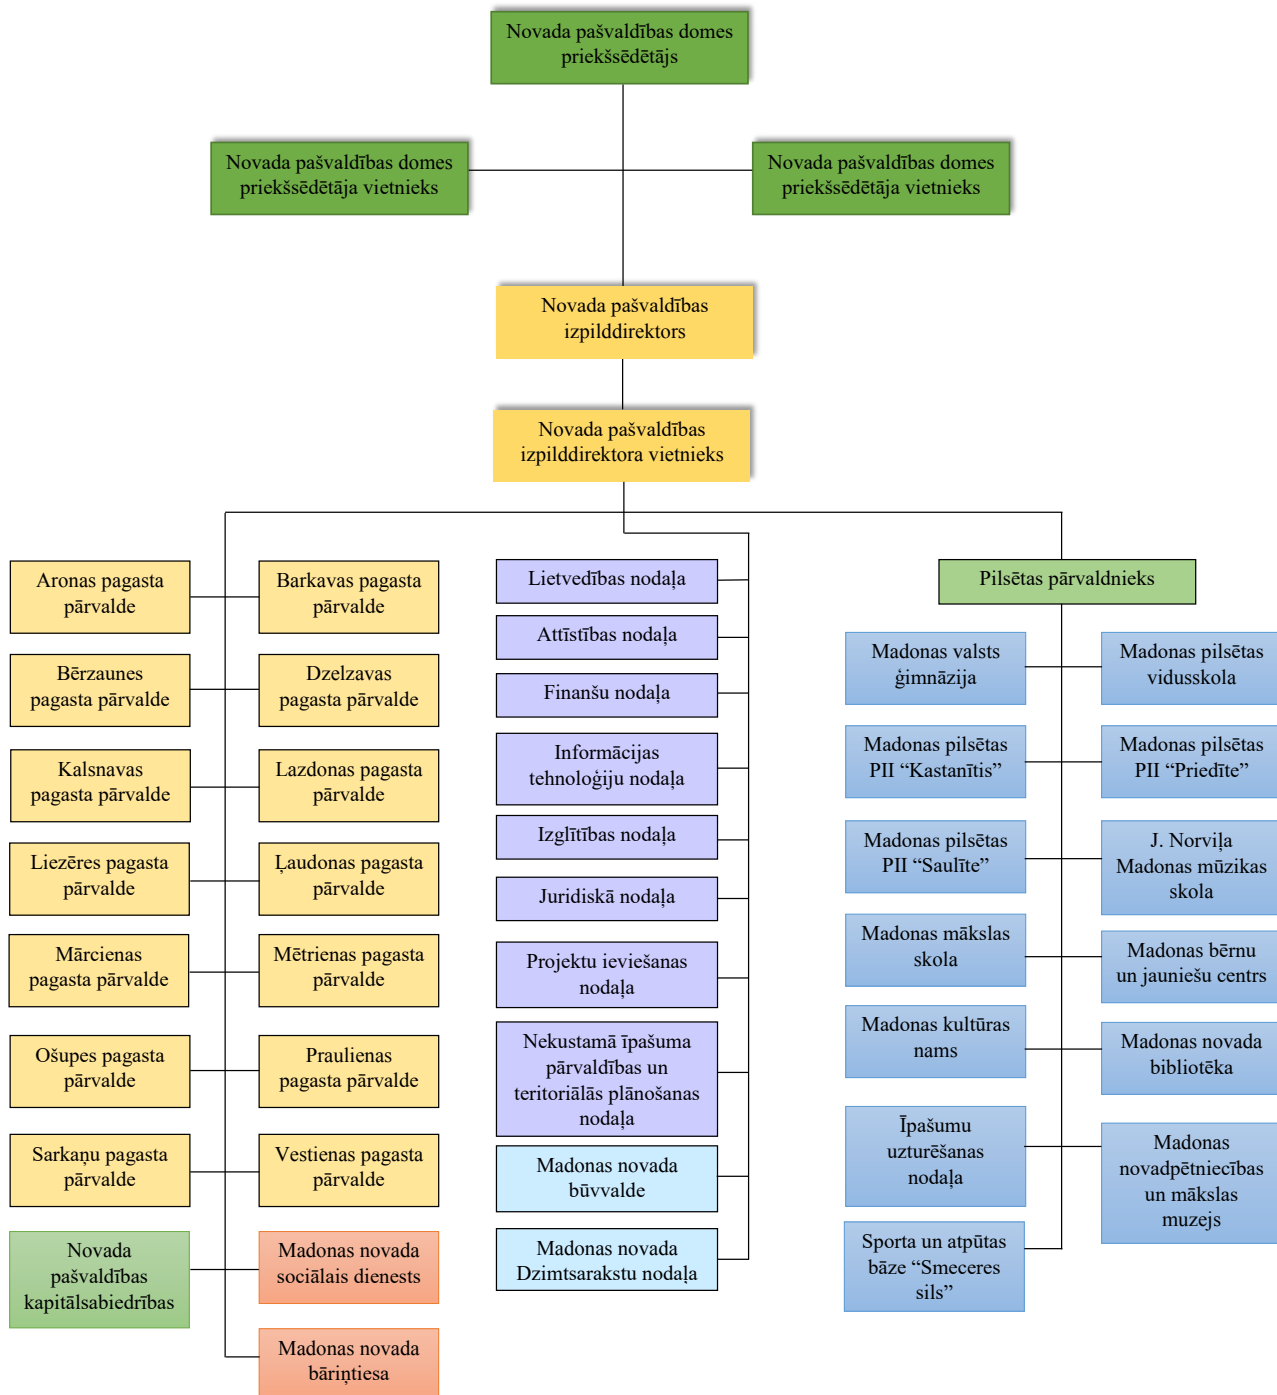 Novada pašvaldības domes
priekšsēdētājs
Novada pašvaldības domes
priekšsēdētāja vietnieks
Novada pašvaldības domes
priekšsēdētāja vietnieks
Novada pašvaldības
izpilddirektors
Novada pašvaldības
izpilddirektora vietnieks
Aronas pagasta
pārvalde
Barkavas pagasta
pārvalde
Bērzaunes
pagasta pārvalde
Dzelzavas
pagasta pārvalde
Kalsnavas
pagasta pārvalde
Lazdonas pagasta
pārvalde
Liezēres pagasta
pārvalde
Ļaudonas pagasta
pārvalde
Mārcienas
pagasta pārvalde
Mētrienas pagasta
pārvalde
Ošupes pagasta
pārvalde
Praulienas
pagasta pārvalde
Sarkaņu pagasta
pārvalde
Vestienas pagasta
pārvalde
Novada
pašvaldības
kapitālsabiedrības
Madonas novada
sociālais dienests
Madonas novada
bāriņtiesa
Lietvedības nodaļa
Attīstības nodaļa
Finanšu nodaļa
Informācijas
tehnoloģiju nodaļa
Izglītības nodaļa
Juridiskā nodaļa
Projektu ieviešanas
nodaļa
Nekustamā īpašuma
pārvaldības un
teritoriālās plānošanas
nodaļa
Madonas novada
būvvalde
Madonas novada
Dzimtsarakstu nodaļa
Pilsētas pārvaldnieks
Madonas valsts
ģimnāzija
Madonas pilsētas
vidusskola
Madonas pilsētas
PII “Kastanītis”
Madonas pilsētas
PII “Priedīte”
Madonas pilsētas
PII “Saulīte”
J. Norviļa
Madonas mūzikas
skola
Madonas mākslas
skola
Madonas bērnu
un jauniešu centrs
Madonas kultūras
nams
Madonas novada
bibliotēka
Īpašumu
uzturēšanas
nodaļa
Madonas
novadpētniecības
un mākslas
muzejs
Sporta un atpūtas
bāze “Smeceres
sils”